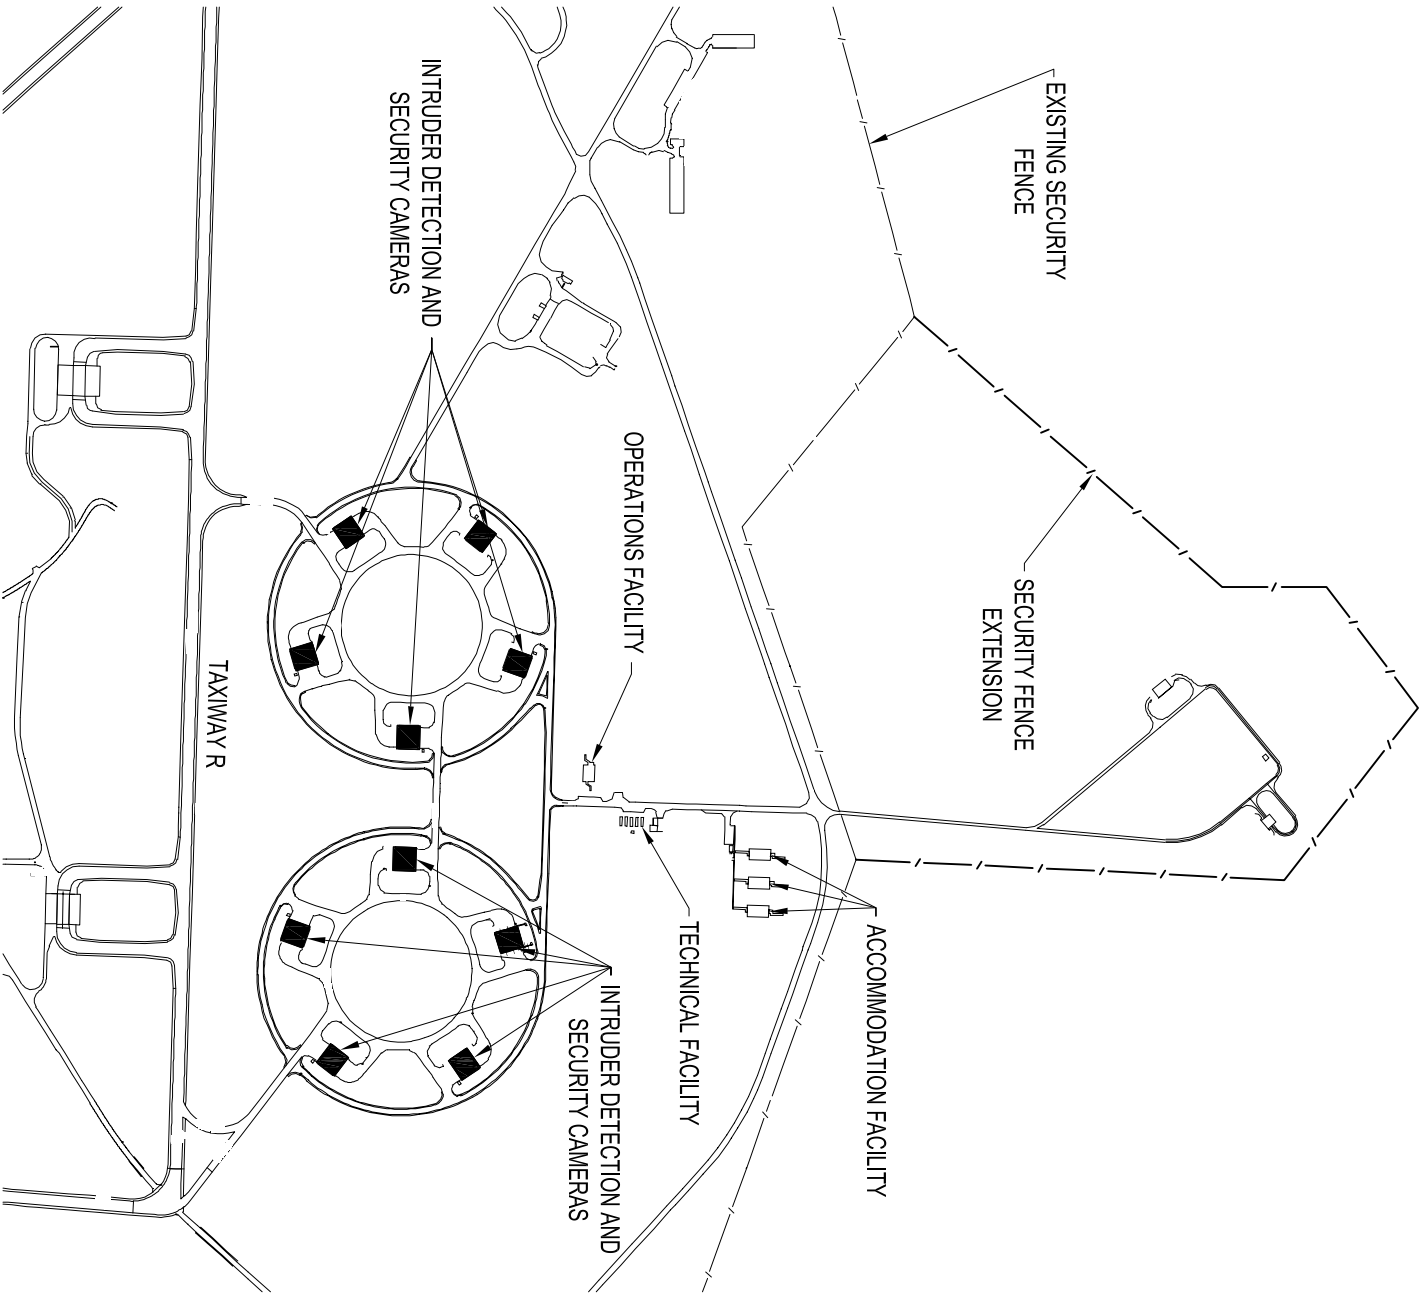 EXISTING SECURITY
FENCE
INTRUDER DETECTION AND
SECURITY CAMERAS
SECURITY FENCE
EXTENSION
OPERATIONS FACILITY
TAXIWAY R
ACCOMMODATION FACILITY
TECHNICAL FACILITY
INTRUDER DETECTION AND
SECURITY CAMERAS